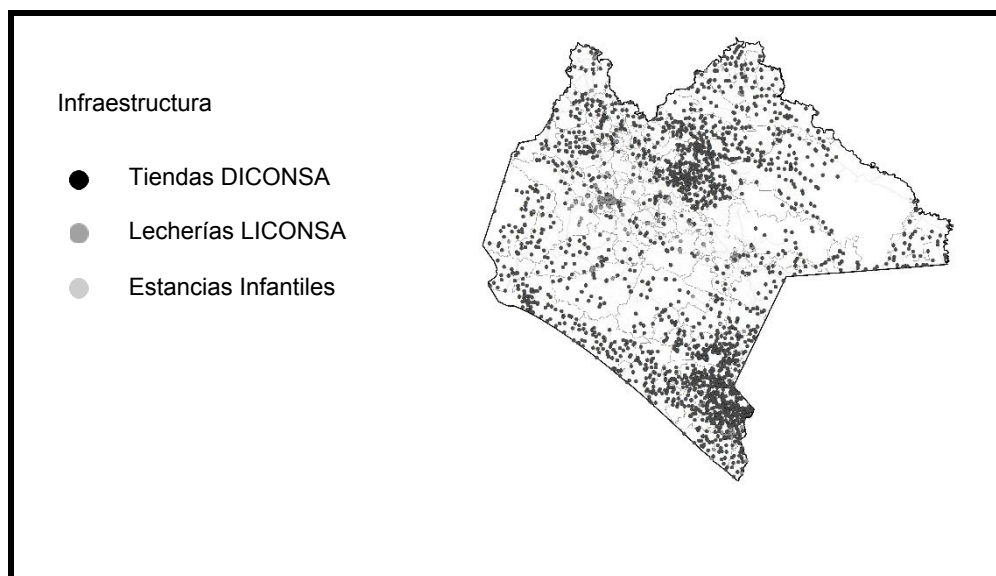 Infraestructura
Tiendas DICONSA
Lecherías LICONSA
Estancias Infantiles